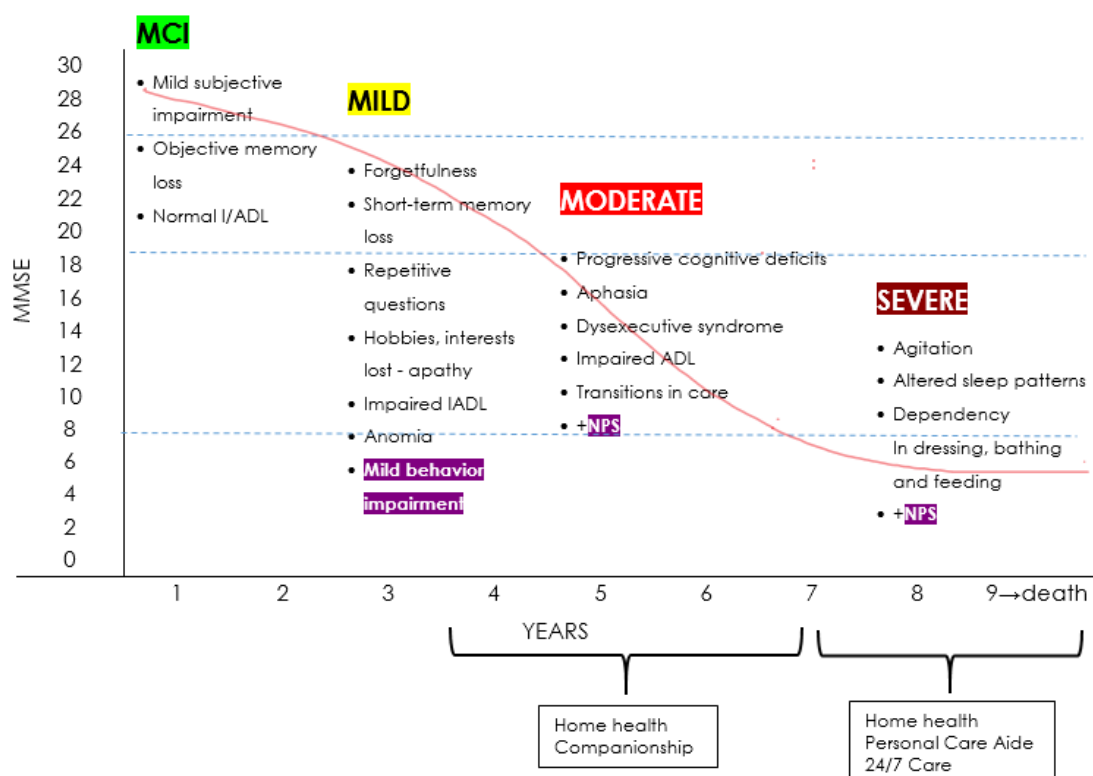 MCI
30
28
26
24
22
20
18
16
14
12
10
8
6
4
2
0
MMSE
• Mild subjective
impairment
• Objective memory
loss
• Normal I/ADL
MILD
• Forgetfulness
• Short-term memory
loss
• Repetitive
questions
• Hobbies, interests
lost - apathy
• Impaired IADL
• Anomia
• Mild behavior
impairment
MODERATE
• Progressive cognitive deficits
• Aphasia
• Dysexecutive syndrome
• Impaired ADL
• Transitions in care
• +NPS
SEVERE
• Agitation
• Altered sleep patterns
• Dependency
In dressing, bathing
and feeding
• +NPS
1 2 3 4 5 6 7 8 9→death
YEARS
Home health
Companionship
Home health
Personal Care Aide
24/7 Care